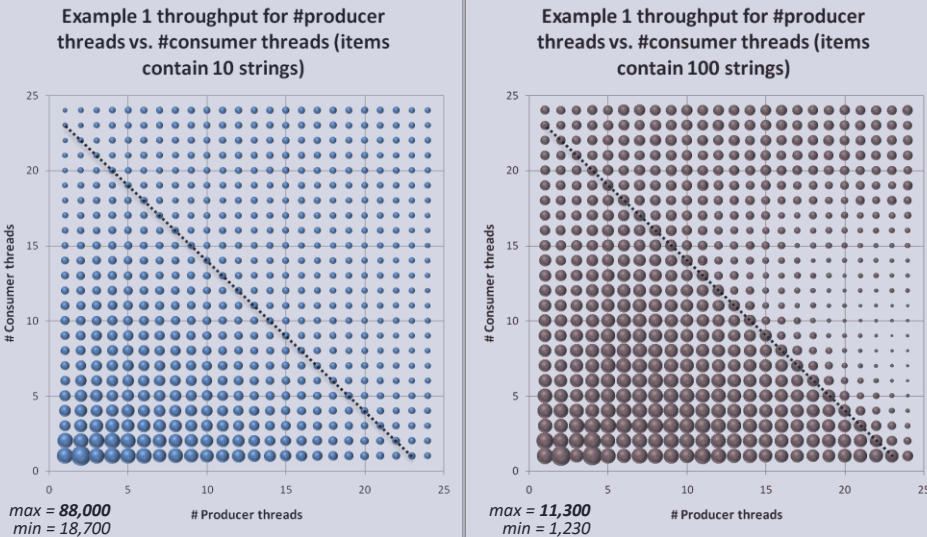 Example 1 throughput for #producer
threads vs. #consumer threads (items
contain 10 strings)
25
20
15
10
5
0
# Consumer threads
0 5 10 15 20 25
# Producer threads
max = 88,000
min = 18,700
Example 1 throughput for #producer
threads vs. #consumer threads (items
contain 100 strings)
25
20
15
10
5
0
# Consumer threads
0 5 10 15 20 25
# Producer threads
max = 11,300
min = 1,230